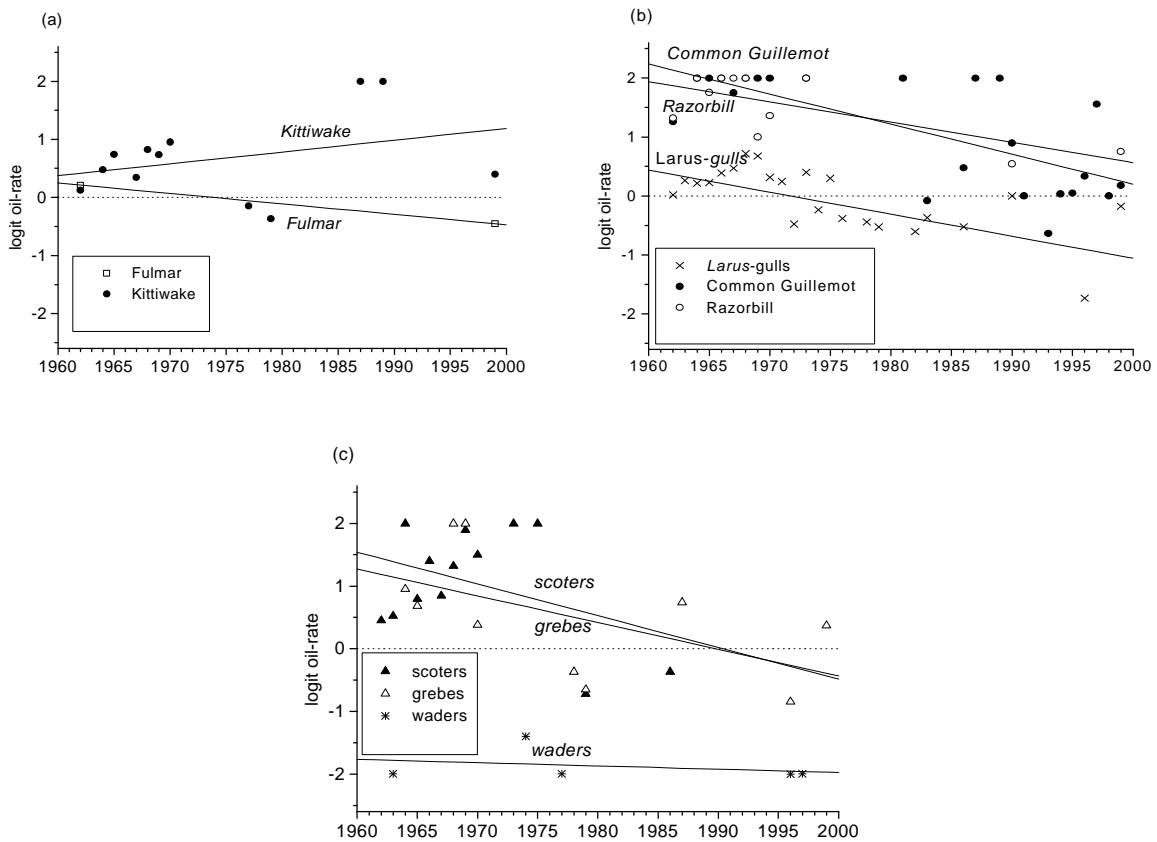 (a)
logit oil-rate
2
1
0
-1
-2
Kittiwake
Fulmar
Fulmar
Kittiwake
1960 1965 1970 1975 1980 1985 1990 1995 2000
(b)
logit oil-rate
2
1
0
-1
-2
Common Guillemot
Razorbill
Larus-gulls
Larus-gulls
Common Guillemot
Razorbill
1960 1965 1970 1975 1980 1985 1990 1995 2000
(c)
logit oil-rate
2
1
0
-1
-2
scoters
grebes
scoters
grebes
waders
waders
1960 1965 1970 1975 1980 1985 1990 1995 2000